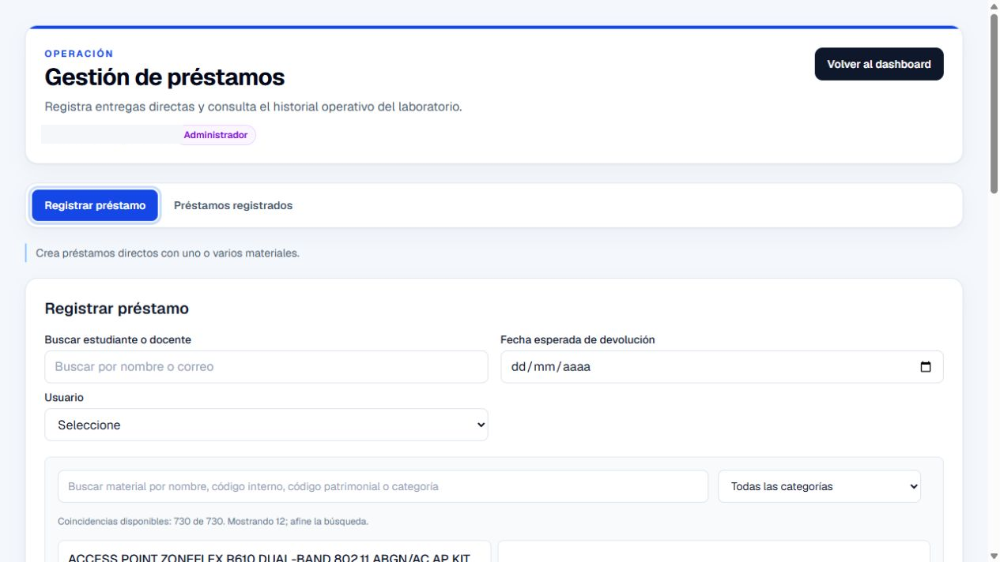 OPERACIÓN
Gestión de préstamos
Volver al dashboard
Registra entregas directas y consulta el historial operativo del laboratorio.
Administrador
Registrar préstamo
Préstamos registrados
Crea préstamos directos con uno o varios materiales.
Registrar préstamo
Buscar estudiante o docente
Fecha esperada de devolución
Buscar por nombre o correo
dd/mm/aaaa
Usuario
Seleccione
Buscar material por nombre, código interno, código patrimonial o categoría
Todas las categorías
Coincidencias disponibles: 730 de 730. Mostrando 12; afine la búsqueda.
ACCESS POINT ZONEFLEX R610 DUAL-BAND 802.11 ABGN/AC AP KIT